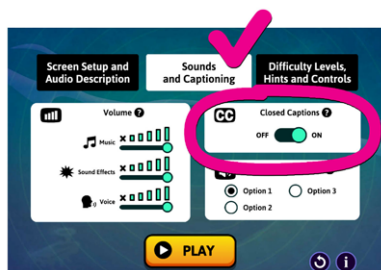 Screen Setup and
Audio Description
Sounds
and Captioning
Difficulty Levels,
Hints and Controls
Volume ?
Music
Sound Effects
Voice
CC
Closed Captions ?
OFF
ON
Option 1
Option 3
Option 2
PLAY
i